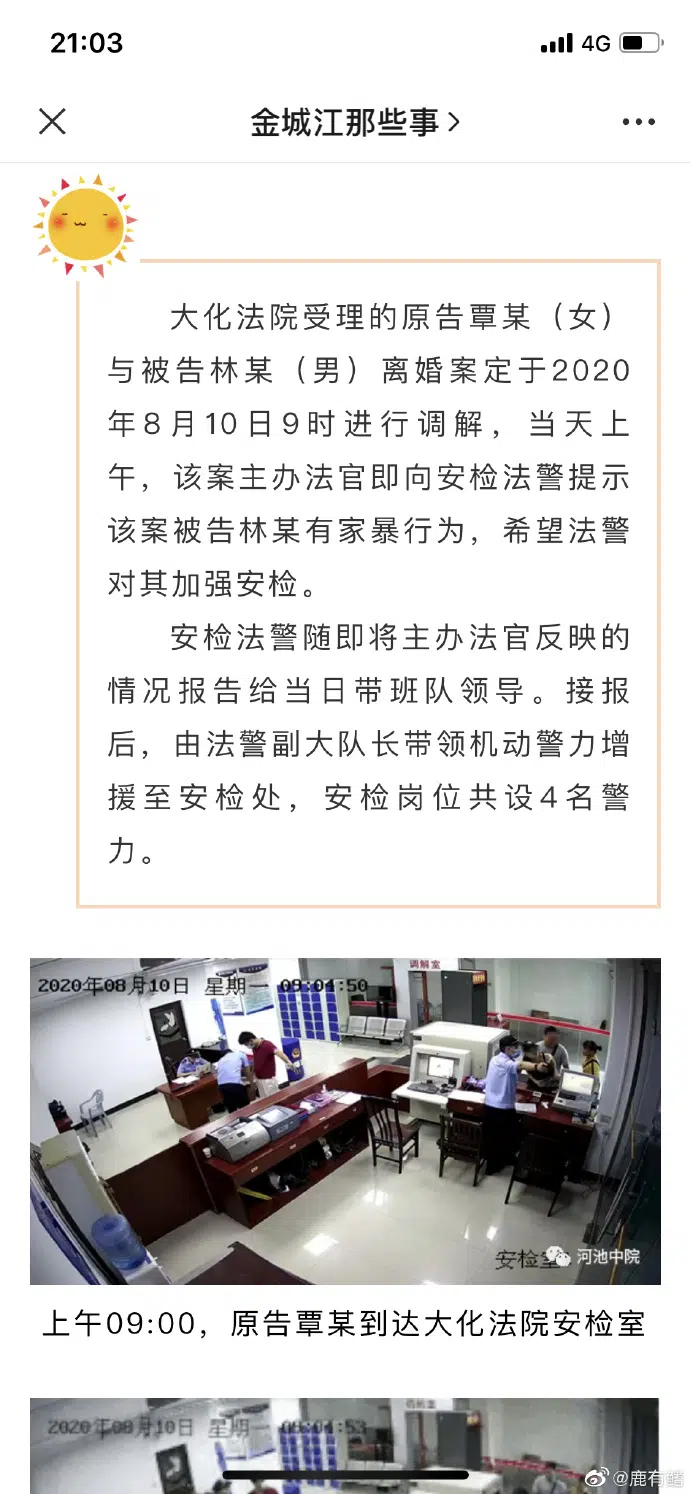 21:03
4G
金城江那些事
大化法院受理的原告覃某（女）
与被告林某（男）离婚案定于2020
年8月10日9时进行调解，当天上
午，该案主办法官即向安检法警提示
该案被告林某有家暴行为，希望法警
对其加强安检。
安检法警随即将主办法官反映的
情况报告给当日带班队领导。接报
后，由法警副大队长带领机动警力增
援至安检处，安检岗位共设4名警
力。
调解室
2020年08月10日 星期一 09:04:50
安检室
河池中院
上午09:00，原告覃某到达大化法院安检室
2020年08月10日 星期一 09:04:53
@鹿有鳍